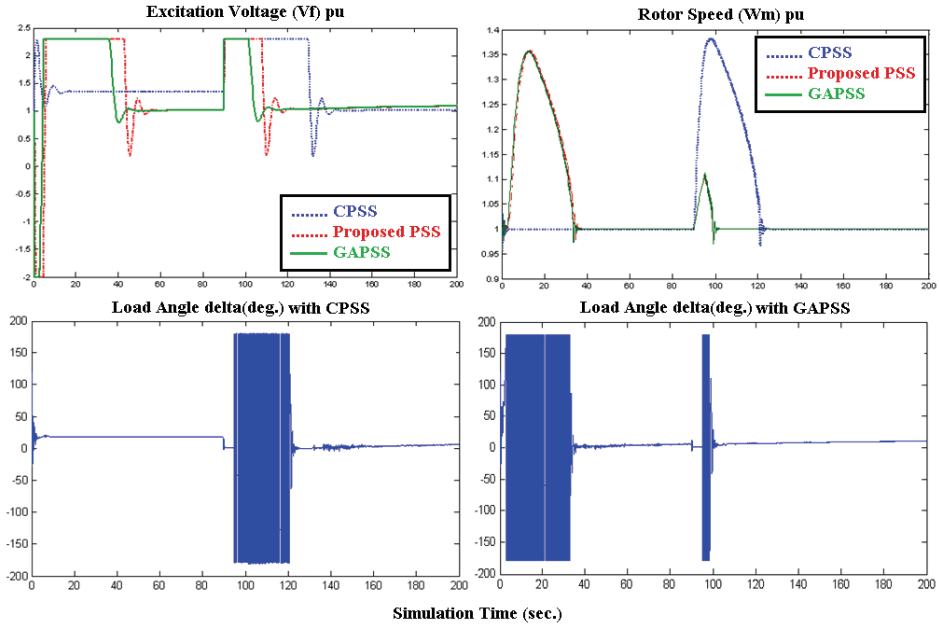 Excitation Voltage (Vf) pu
2.5
2
1.5
1
0.5
0
-0.5
-1
-1.5
-2
CPSS
Proposed PSS
GAPSS
0 20 40 60 80 100 120 140 160 180 200
Rotor Speed (Wm) pu
1.4
1.35
1.3
1.25
1.2
1.15
1.1
1.05
1
0.95
0.9
CPSS
Proposed PSS
GAPSS
0 20 40 60 80 100 120 140 160 180 200
Load Angle delta(deg.) with CPSS
200
150
100
50
0
-50
-100
-150
-200
0 20 40 60 80 100 120 140 160 180 200
Load Angle delta(deg.) with GAPSS
200
150
100
50
0
-50
-100
-150
-200
0 20 40 60 80 100 120 140 160 180 200
Simulation Time (sec.)